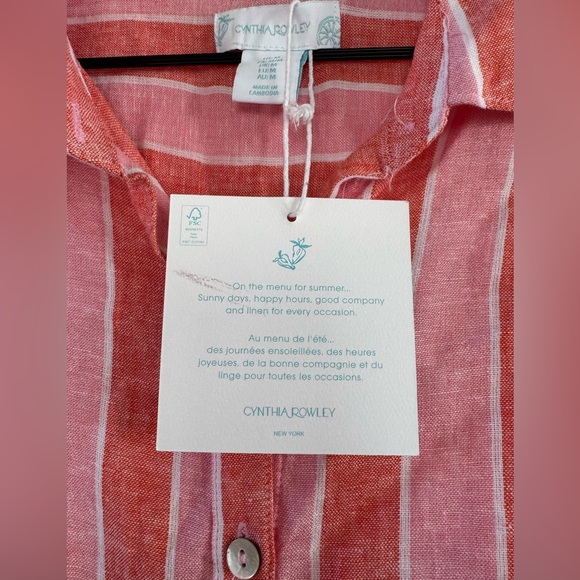 CYNTHIA ROWLEY
EU: M
AU: M
MADE IN
CAMBODIA
FSC
On the menu for summer...
Sunny days, happy hours, good company
and linen for every occasion.
Au menu de l'été...
des journées ensoleillées, des heures
joyeuses, de la bonne compagnie et du
linge pour toutes les occasions.
CYNTHIA ROWLEY
NEW YORK